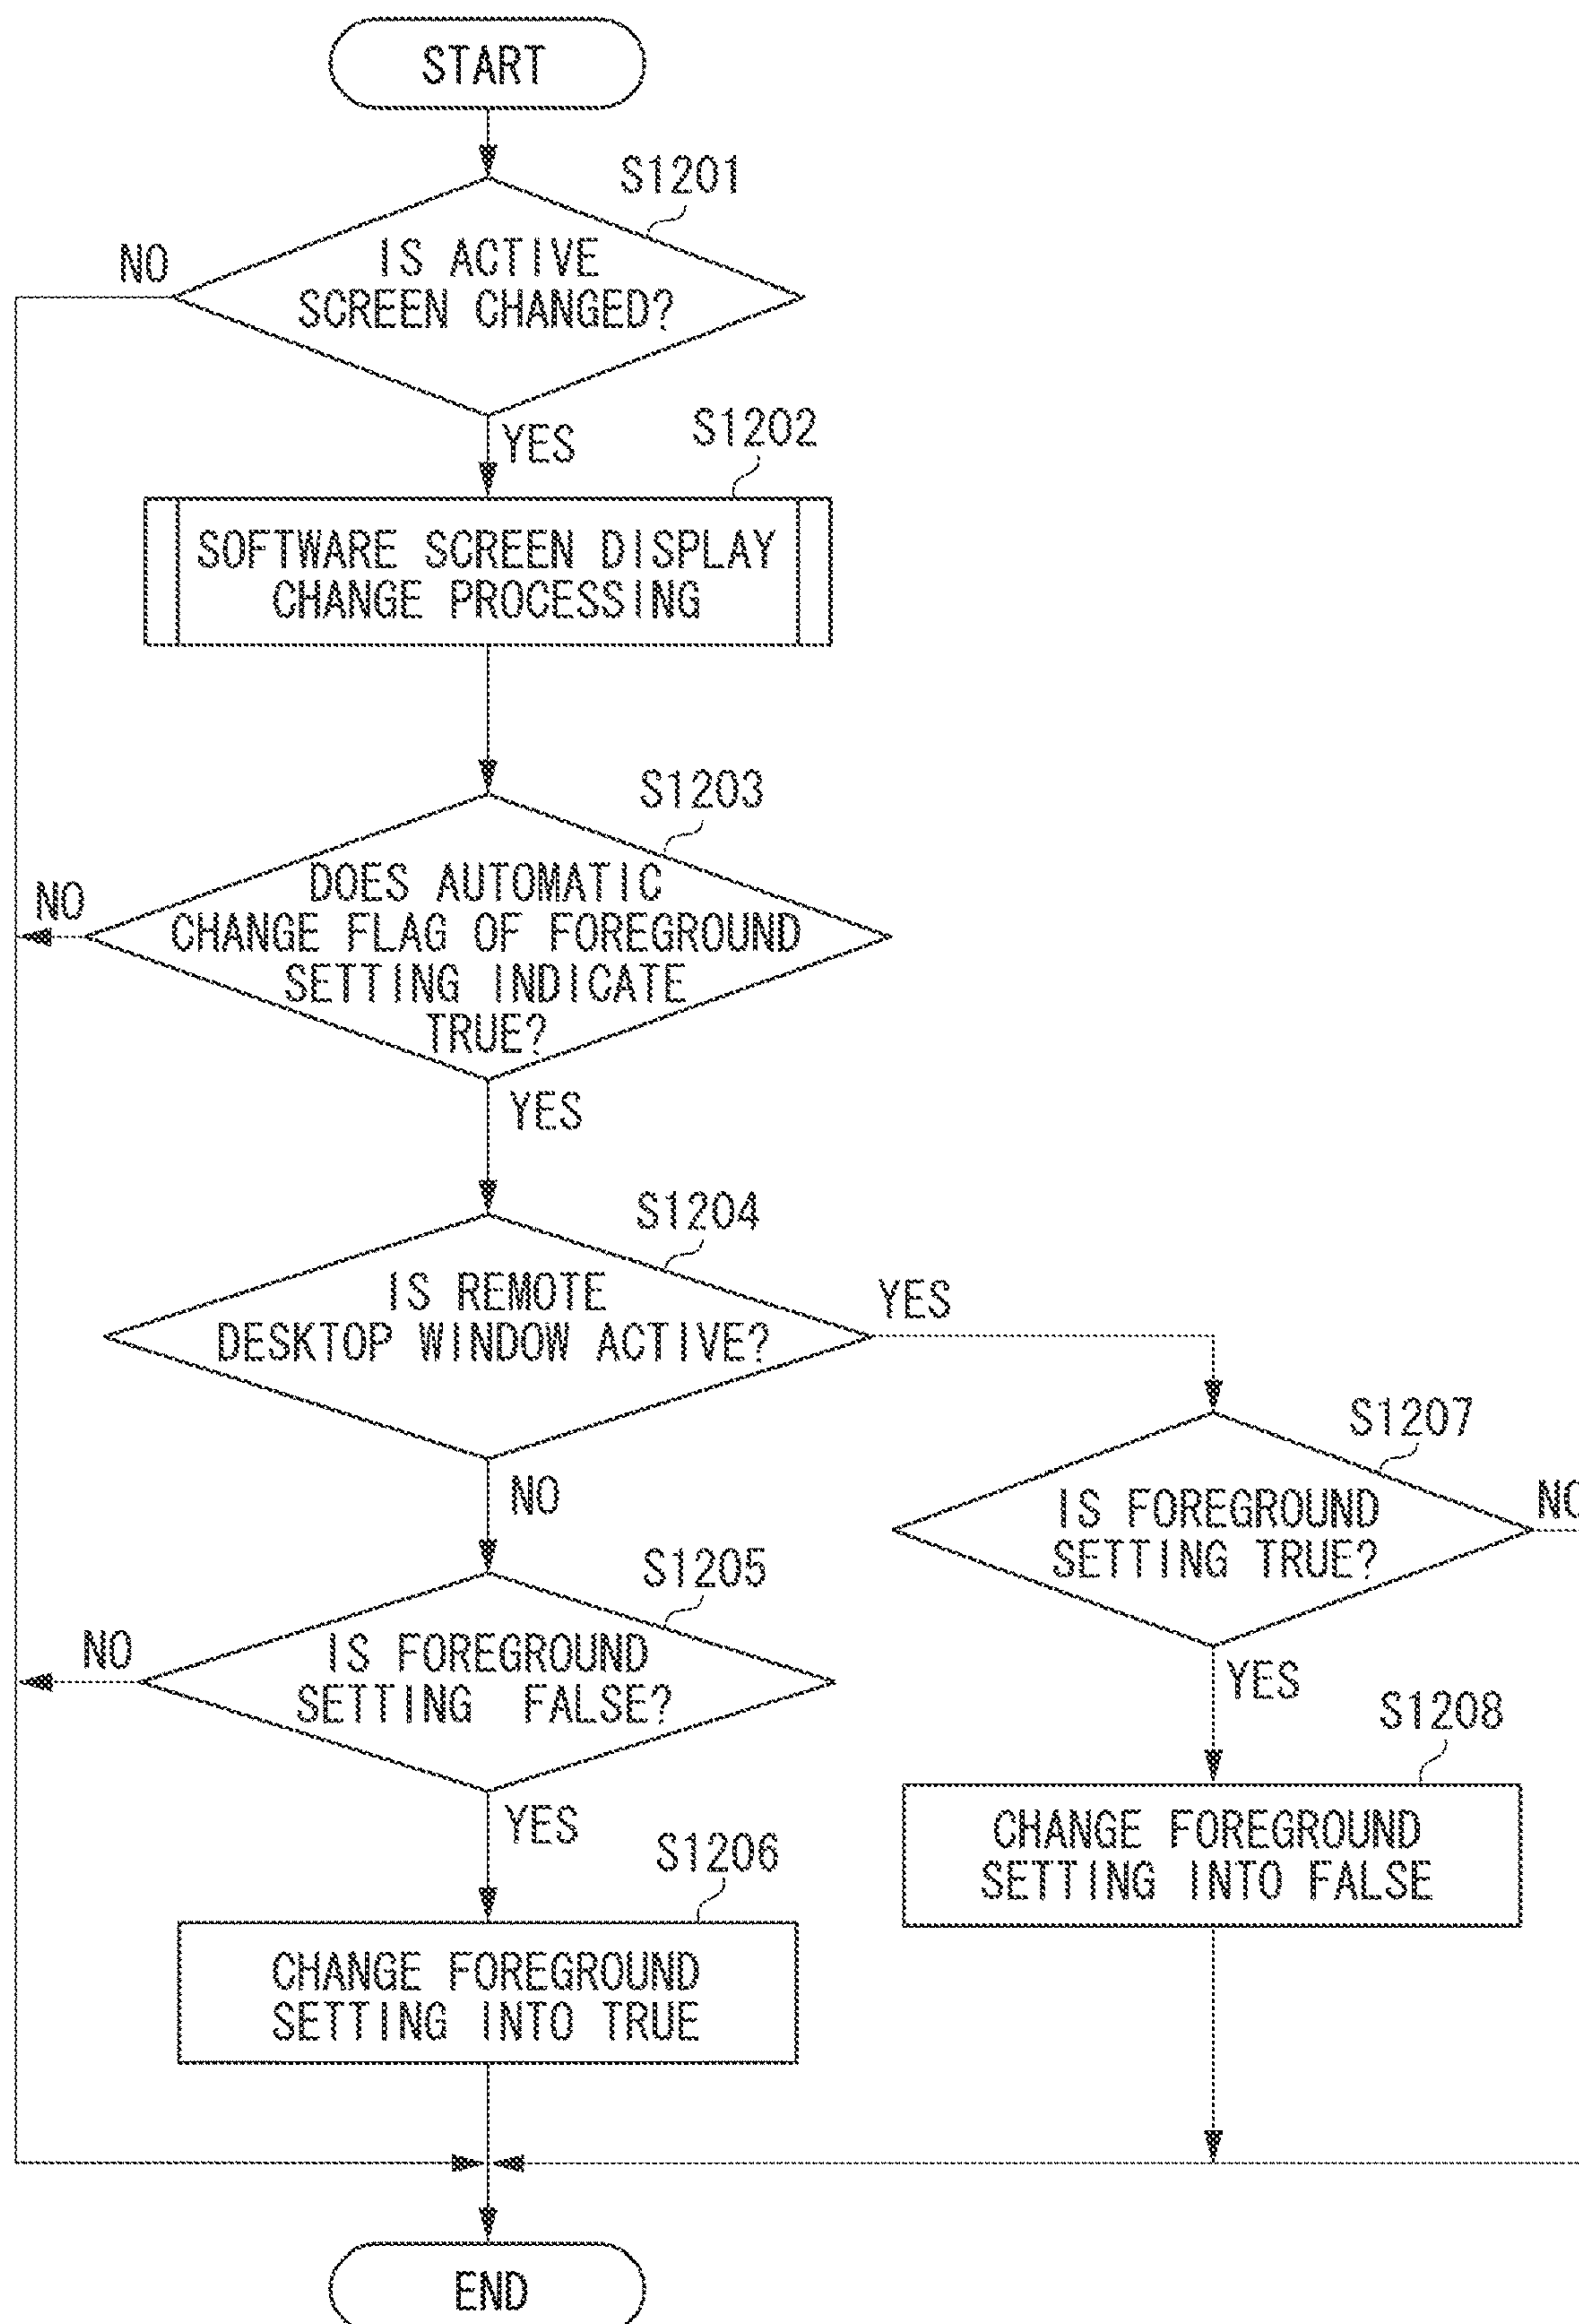 START
S1201
NO
IS ACTIVE
SCREEN CHANGED?
YES
S1202
SOFTWARE SCREEN DISPLAY
CHANGE PROCESSING
S1203
NO
DOES AUTOMATIC
CHANGE FLAG OF FOREGROUND
SETTING INDICATE
TRUE?
YES
S1204
IS REMOTE
DESKTOP WINDOW ACTIVE?
YES
NO
S1207
IS FOREGROUND
SETTING TRUE?
NO
YES
S1205
NO
IS FOREGROUND
SETTING FALSE?
YES
S1208
CHANGE FOREGROUND
SETTING INTO FALSE
S1206
CHANGE FOREGROUND
SETTING INTO TRUE
END